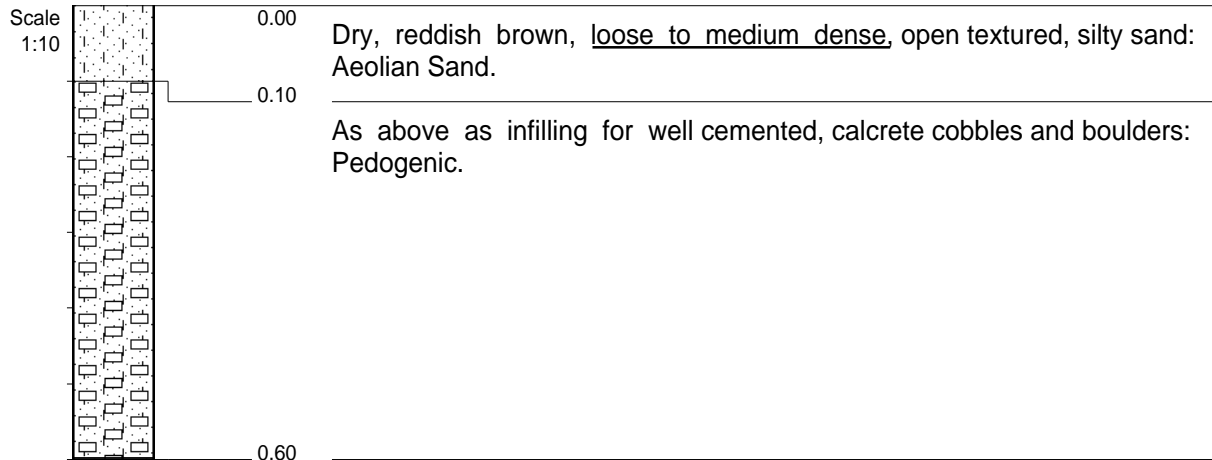 Scale
1:10
0.00
Dry, reddish brown, loose to medium dense, open textured, silty sand:
Aeolian Sand.
0.10
As above as infilling for well cemented, calcrete cobbles and boulders:
Pedogenic.
0.60